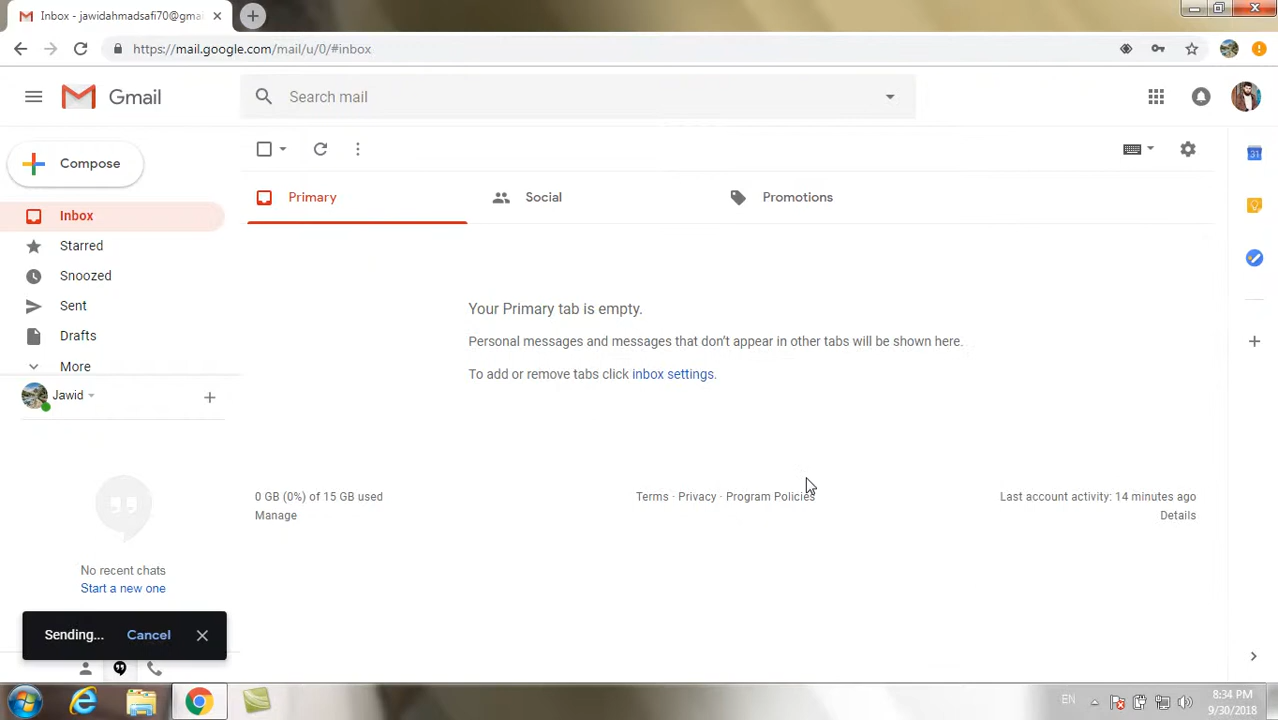 Inbox - jawidahmadsafi70@gma
https://mail.google.com/mail/u/0/#inbox
Gmail
Search mail
Compose
Primary
Social
Promotions
Inbox
Starred
Snoozed
Sent
Drafts
More
Your Primary tab is empty.
Personal messages and messages that don't appear in other tabs will be shown here.
To add or remove tabs click inbox settings.
31
Jawid
0 GB (0%) of 15 GB used
Manage
Terms · Privacy · Program Policies
Last account activity: 14 minutes ago
Details
No recent chats
Start a new one
Sending... Cancel
EN
8:34 PM
9/30/2018